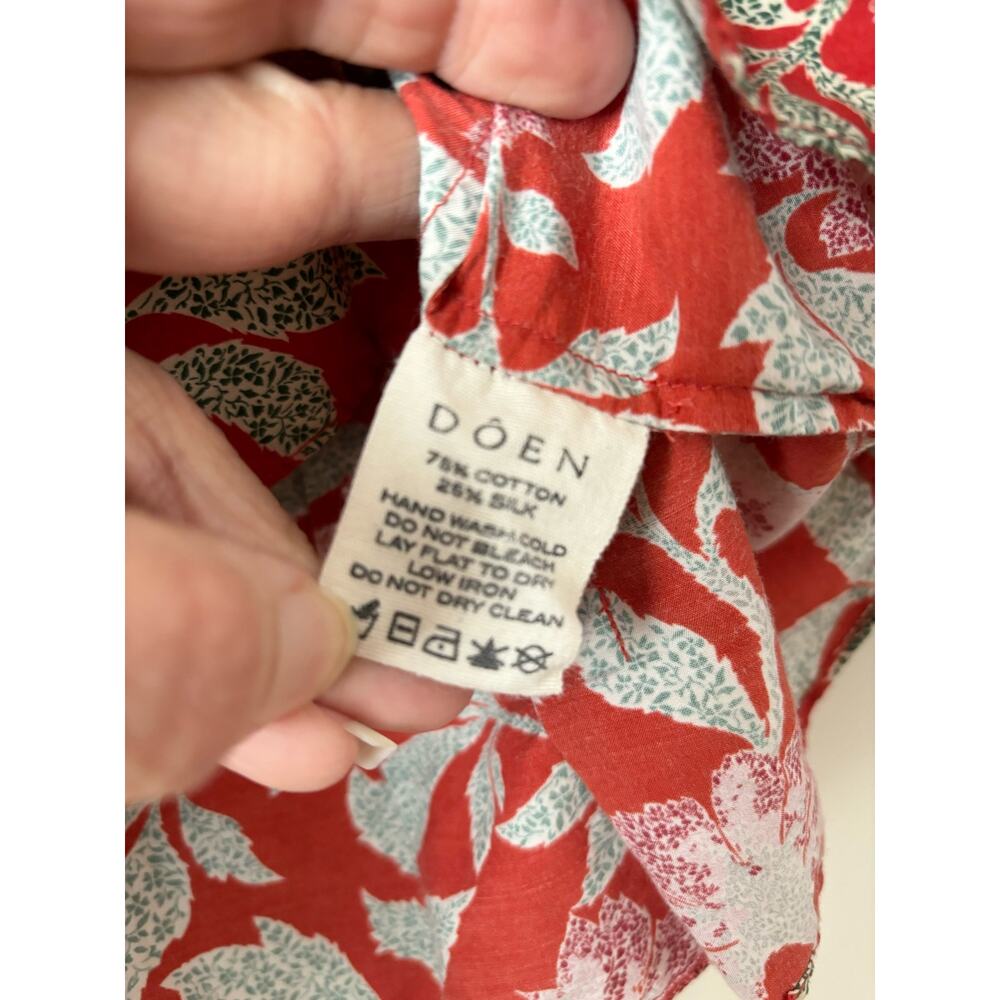 DÔEN
75% COTTON
25% SILK
HAND WASH COLD
DO NOT BLEACH
LAY FLAT TO DRY
LOW IRON
DO NOT DRY CLEAN